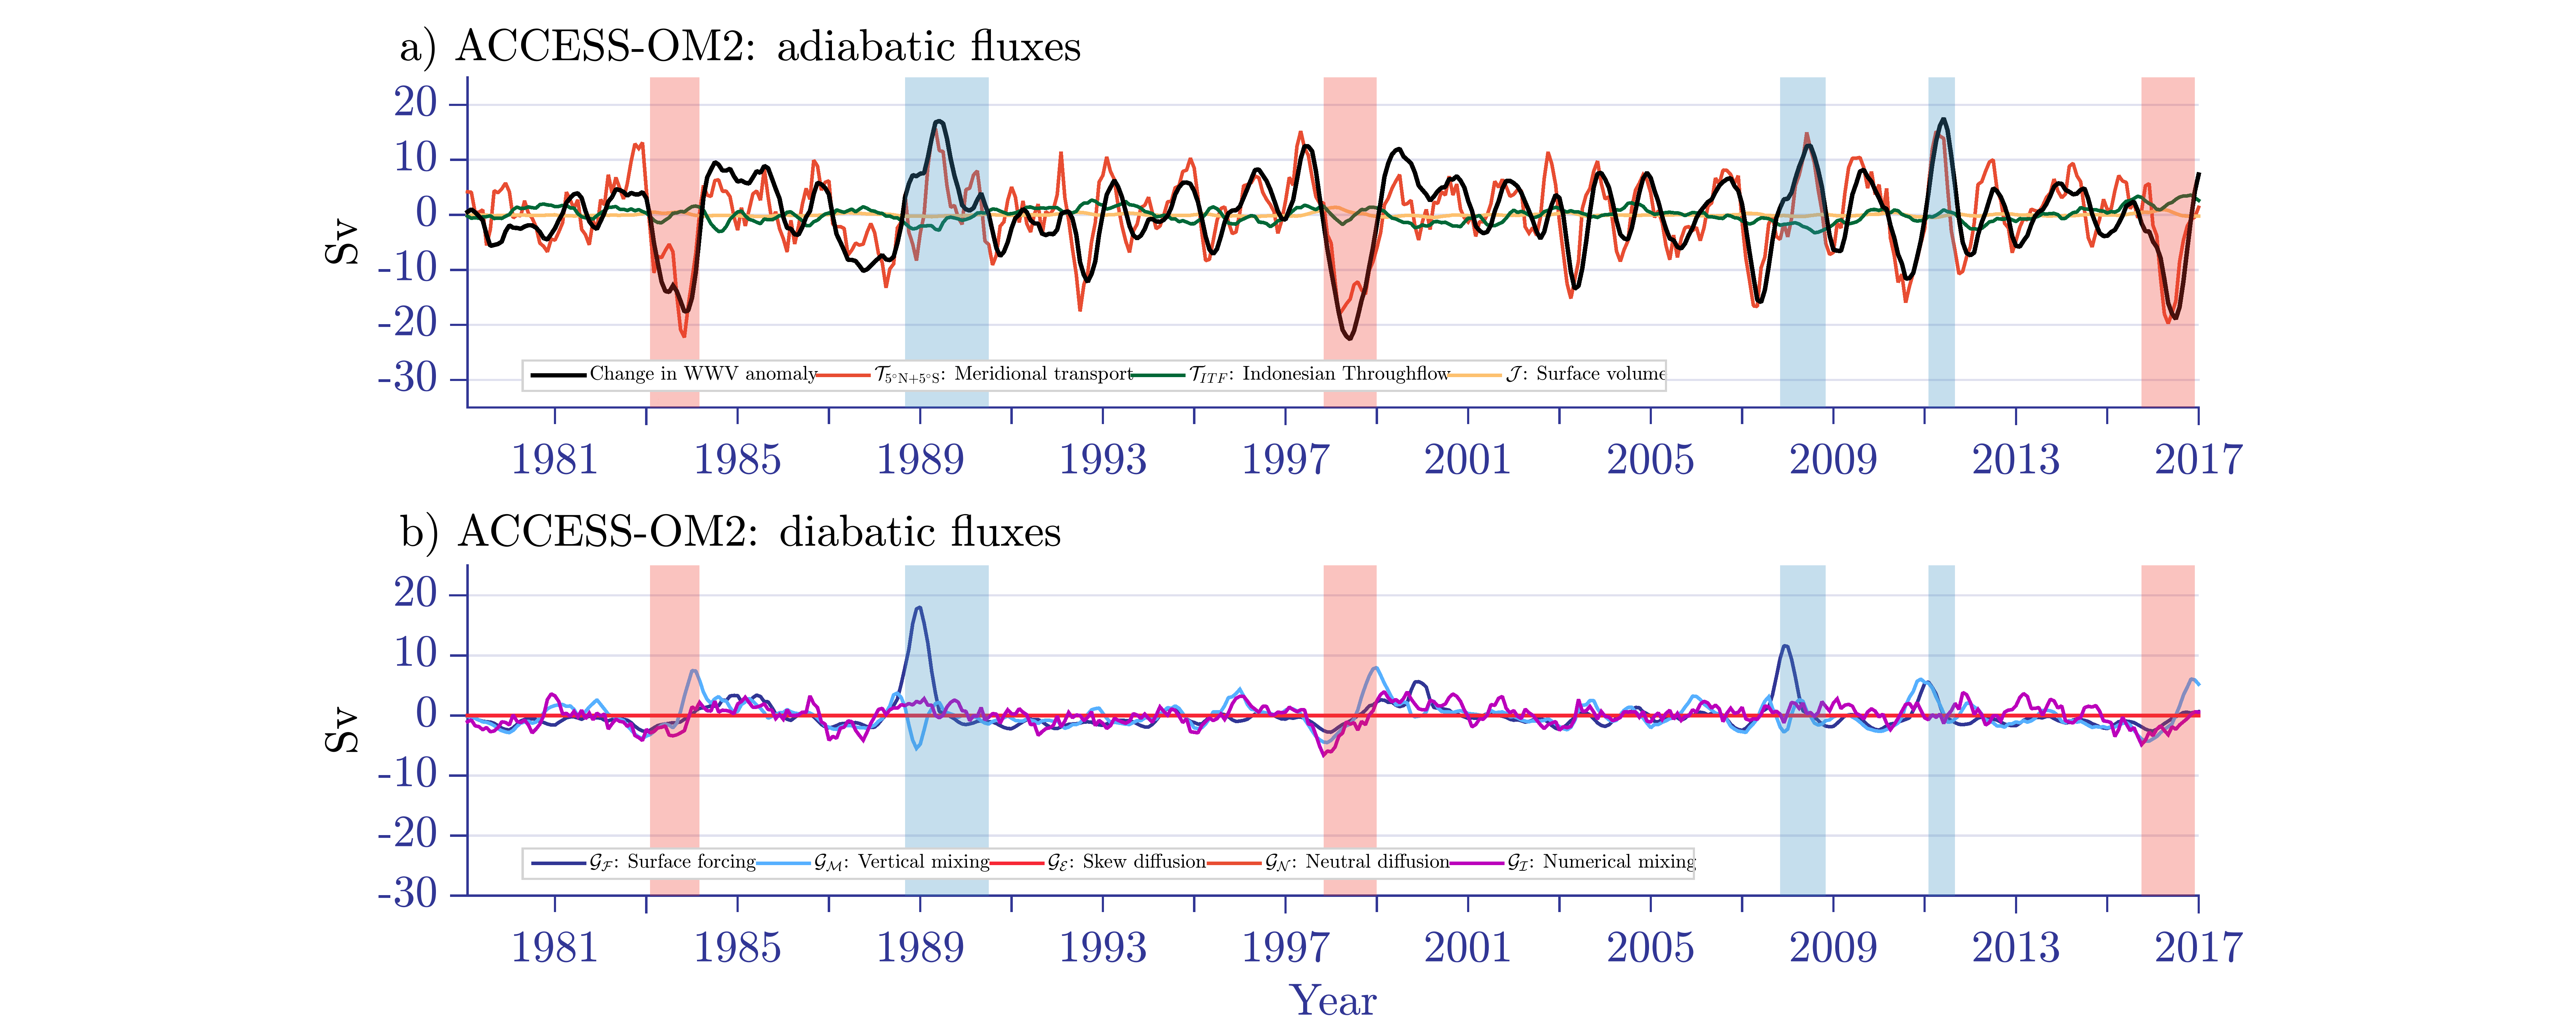 a) ACCESS-OM2: adiabatic fluxes
20
10
0
-10
-20
-30
Sv
Change in WWV anomaly 𝒯5°N+5°S: Meridional transport 𝒯ITF: Indonesian Throughflow 𝒥: Surface volume
1981 1985 1989 1993 1997 2001 2005 2009 2013 2017
b) ACCESS-OM2: diabatic fluxes
20
10
0
-10
-20
-30
Sv
𝒢ℱ: Surface forcing 𝒢ℳ: Vertical mixing 𝒢ℰ: Skew diffusion 𝒢𝒩: Neutral diffusion 𝒢ℐ: Numerical mixing
1981 1985 1989 1993 1997 2001 2005 2009 2013 2017
Year